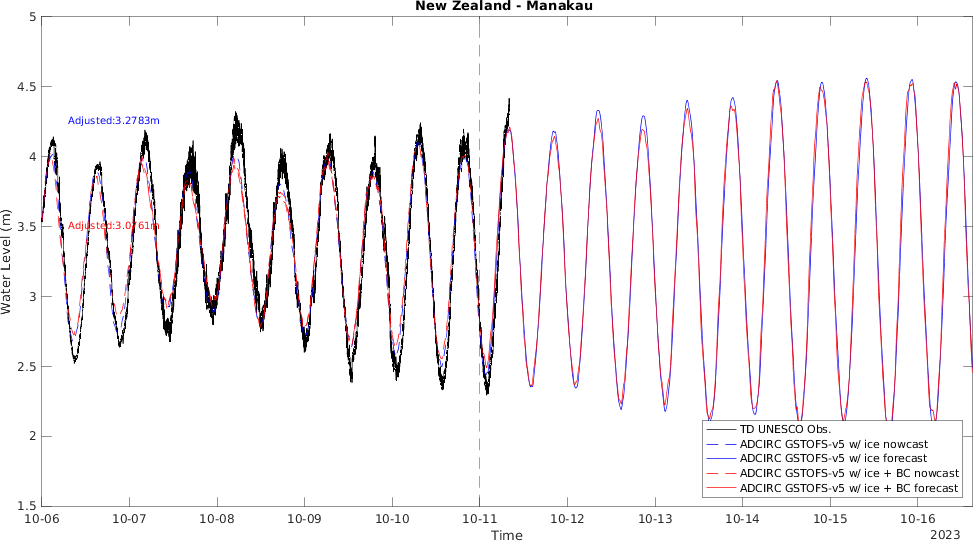 New Zealand - Manakau
5
4.5
4
3.5
3
2.5
2
1.5
Water Level (m)
Adjusted:3.2783m
Adjusted:3.0761m
TD UNESCO Obs.
ADCIRC GSTOFS-v5 w/ ice nowcast
ADCIRC GSTOFS-v5 w/ ice forecast
ADCIRC GSTOFS-v5 w/ ice + BC nowcast
ADCIRC GSTOFS-v5 w/ ice + BC forecast
10-06 10-07 10-08 10-09 10-10 10-11 10-12 10-13 10-14 10-15 10-16
Time
2023